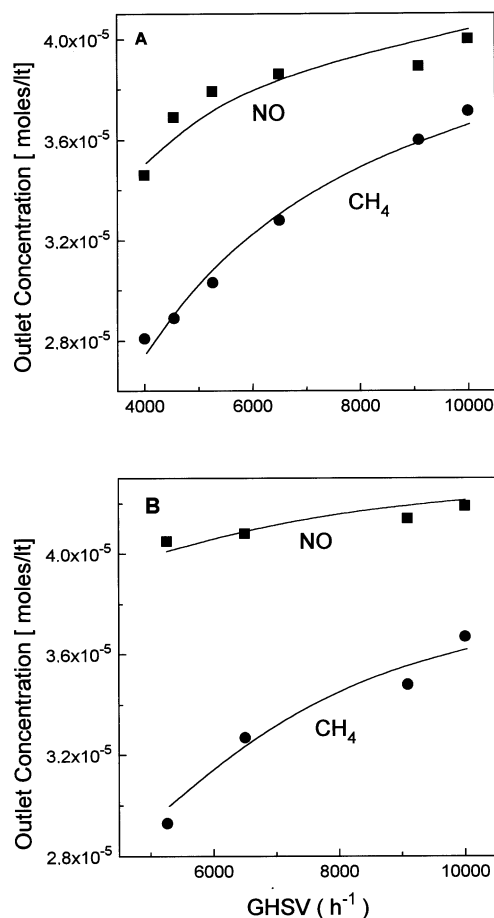 A
Outlet Concentration [ moles/lt]
4.0x10⁻⁵
3.6x10⁻⁵
3.2x10⁻⁵
2.8x10⁻⁵
NO
CH₄
4000 6000 8000 10000
B
Outlet Concentration [ moles/lt]
4.0x10⁻⁵
3.6x10⁻⁵
3.2x10⁻⁵
2.8x10⁻⁵
NO
CH₄
6000 8000 10000
GHSV ( h⁻¹)